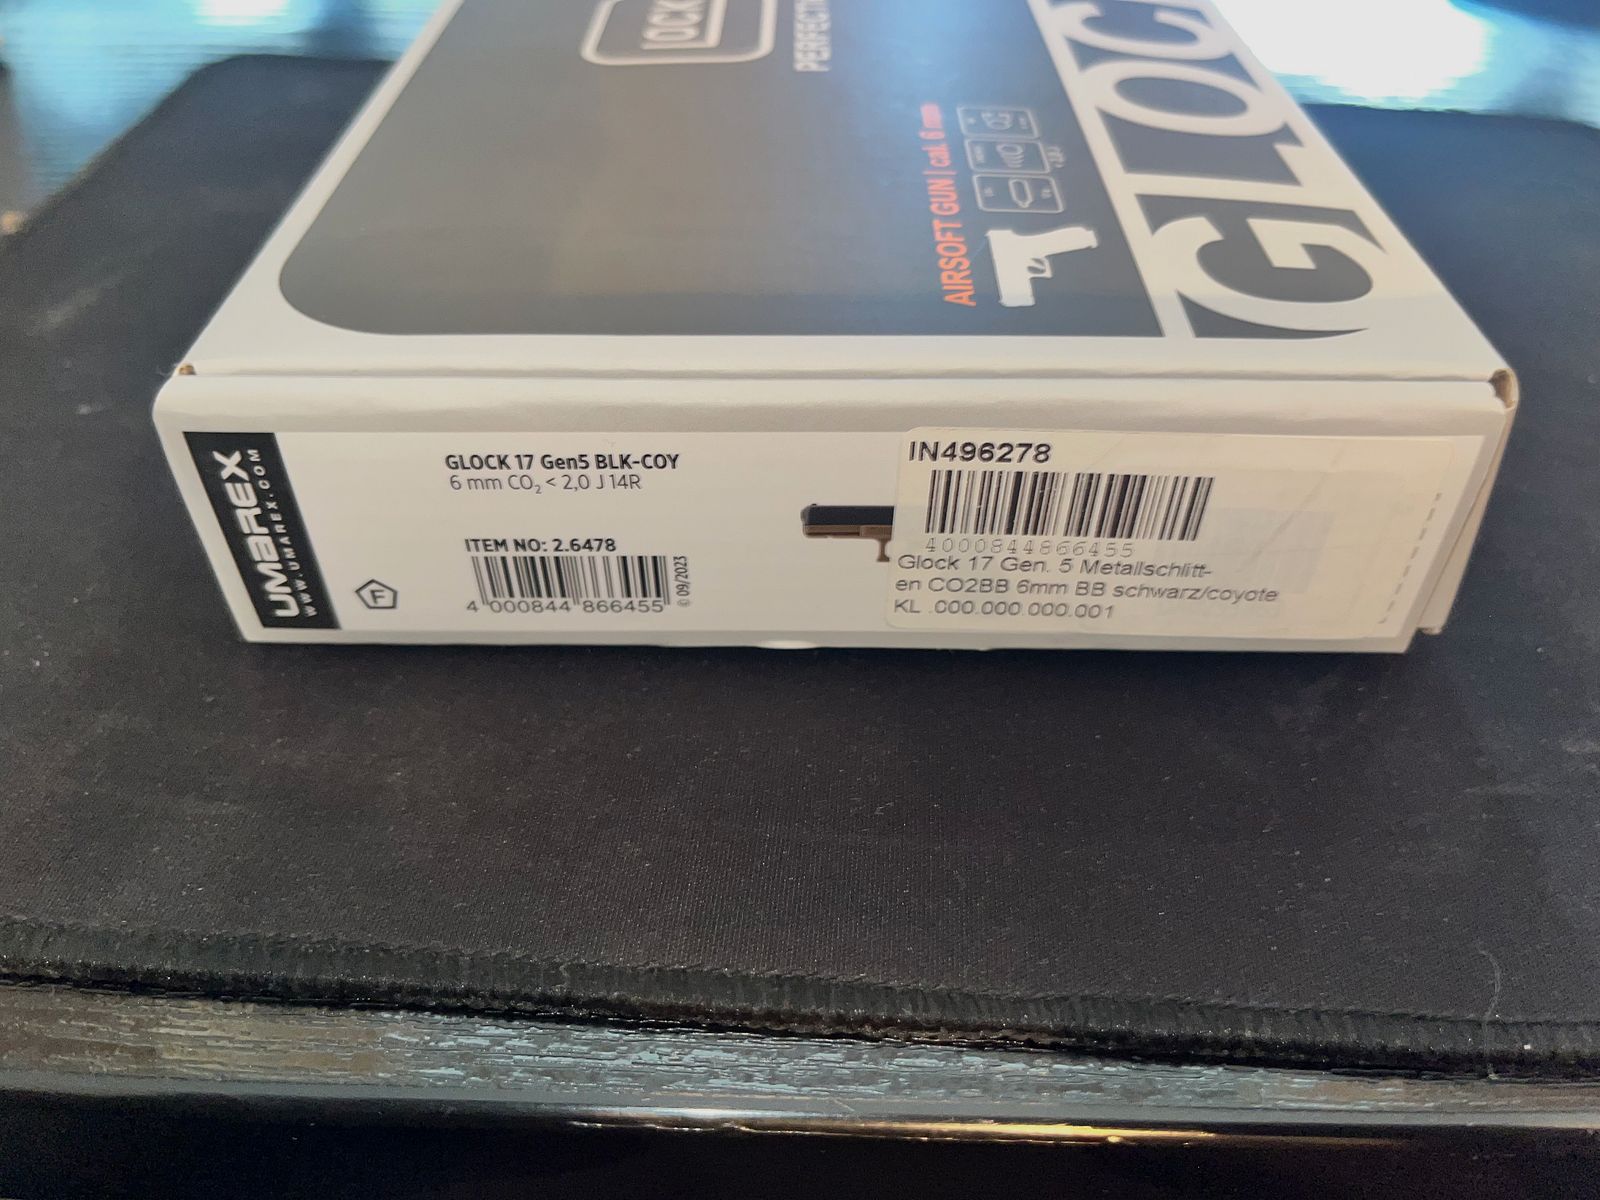 LOCK
PERFECTI
GLOC
AIRSOFT GUN | cal. 6 mm
UMAREX
www.UMAREX.COM
GLOCK 17 Gen5 BLK-COY
6 mm CO₂ < 2,0 J 14R
ITEM NO: 2.6478
4 000844 866455
© 09/2023
F
IN496278
4000844866455
Glock 17 Gen. 5 Metallschlitt-
en CO2BB 6mm BB schwarz/coyote
KL .000.000.000.001